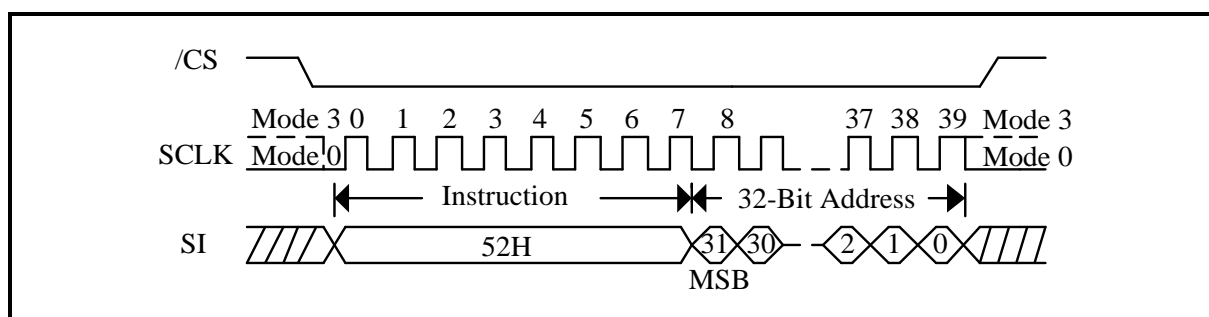 /CS
Mode 3 0 1 2 3 4 5 6 7 8 37 38 39 Mode 3
SCLK Mode 0 Mode 0
Instruction 32-Bit Address
SI 52H 31 30 2 1 0
MSB